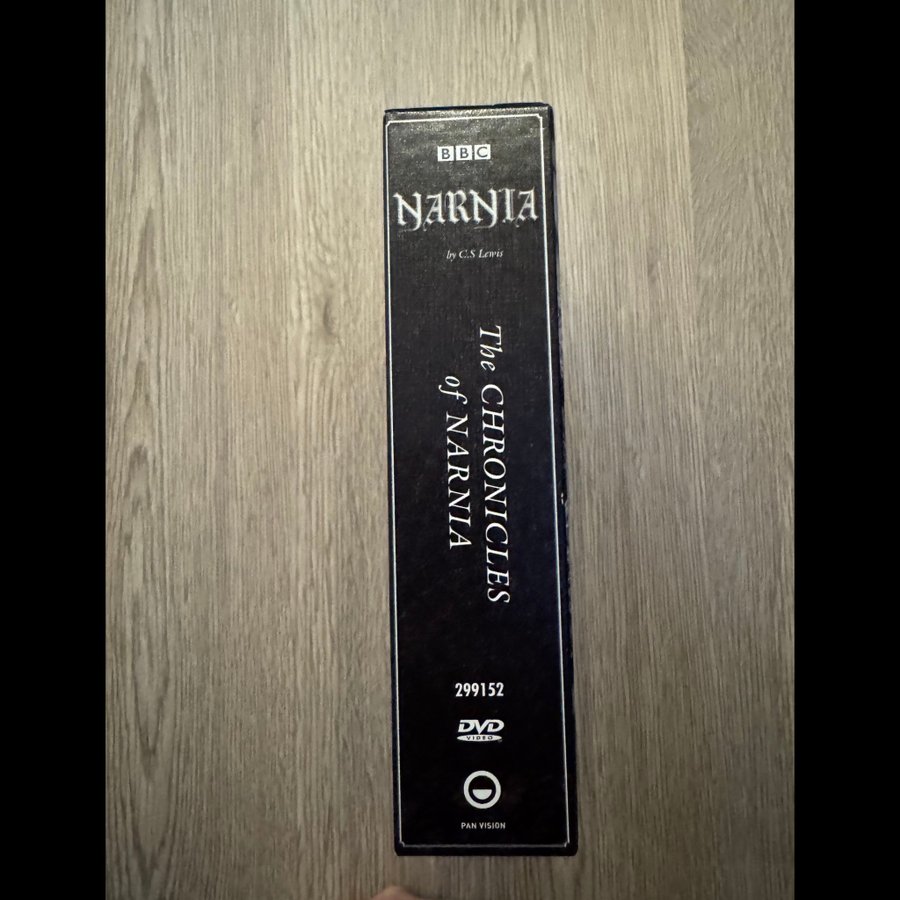 BBC
NARNIA
by C.S Lewis
The CHRONICLES
of NARNIA
299152
DVD
VIDEO
PAN VISION